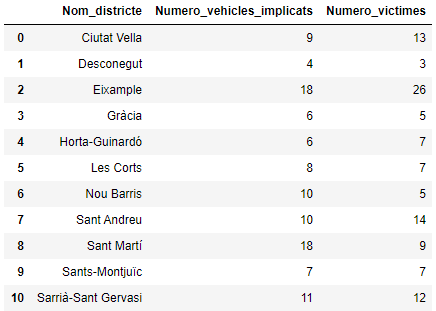 Nom_districte Numero_vehicles_implicats Numero_victimes
0 Ciutat Vella 9 13
1 Desconegut 4 3
2 Eixample 18 26
3 Gràcia 6 5
4 Horta-Guinardó 6 7
5 Les Corts 8 7
6 Nou Barris 10 5
7 Sant Andreu 10 14
8 Sant Martí 18 9
9 Sants-Montjuïc 7 7
10 Sarrià-Sant Gervasi 11 12